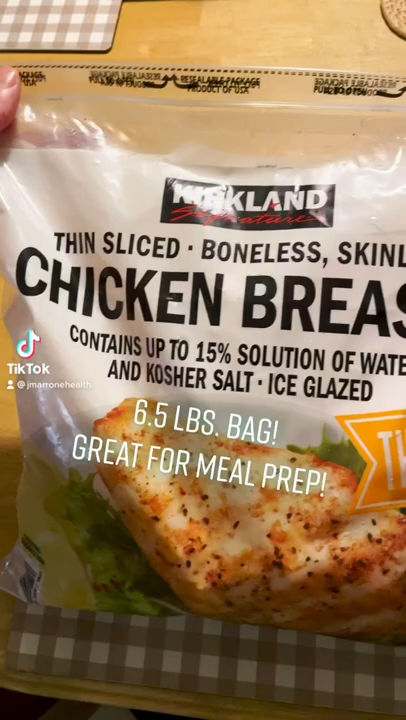 RESEALABLE PACKAGE
PRODUCT OF USA
KIRKLAND
Signature
THIN SLICED · BONELESS, SKINL
CHICKEN BREAS
CONTAINS UP TO 15% SOLUTION OF WATE
AND KOSHER SALT · ICE GLAZED
TikTok
@jmarronehealth
6.5 LBS. BAG!
GREAT FOR MEAL PREP!
TH